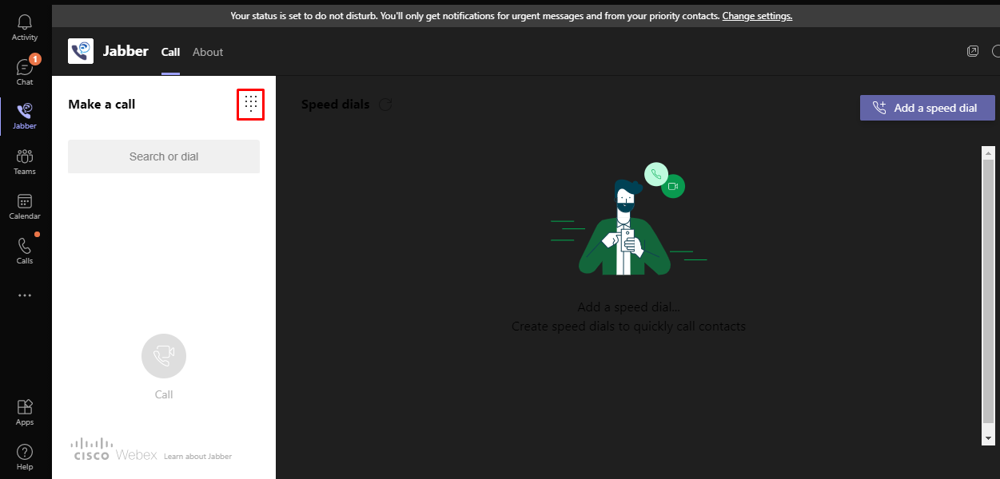 Your status is set to do not disturb. You'll only get notifications for urgent messages and from your priority contacts. Change settings.
Activity
1
Chat
Jabber
Teams
Calendar
Calls
Apps
Help
Jabber Call About
Make a call
Search or dial
Call
CISCO Webex Learn about Jabber
Speed dials
Add a speed dial
Add a speed dial...
Create speed dials to quickly call contacts